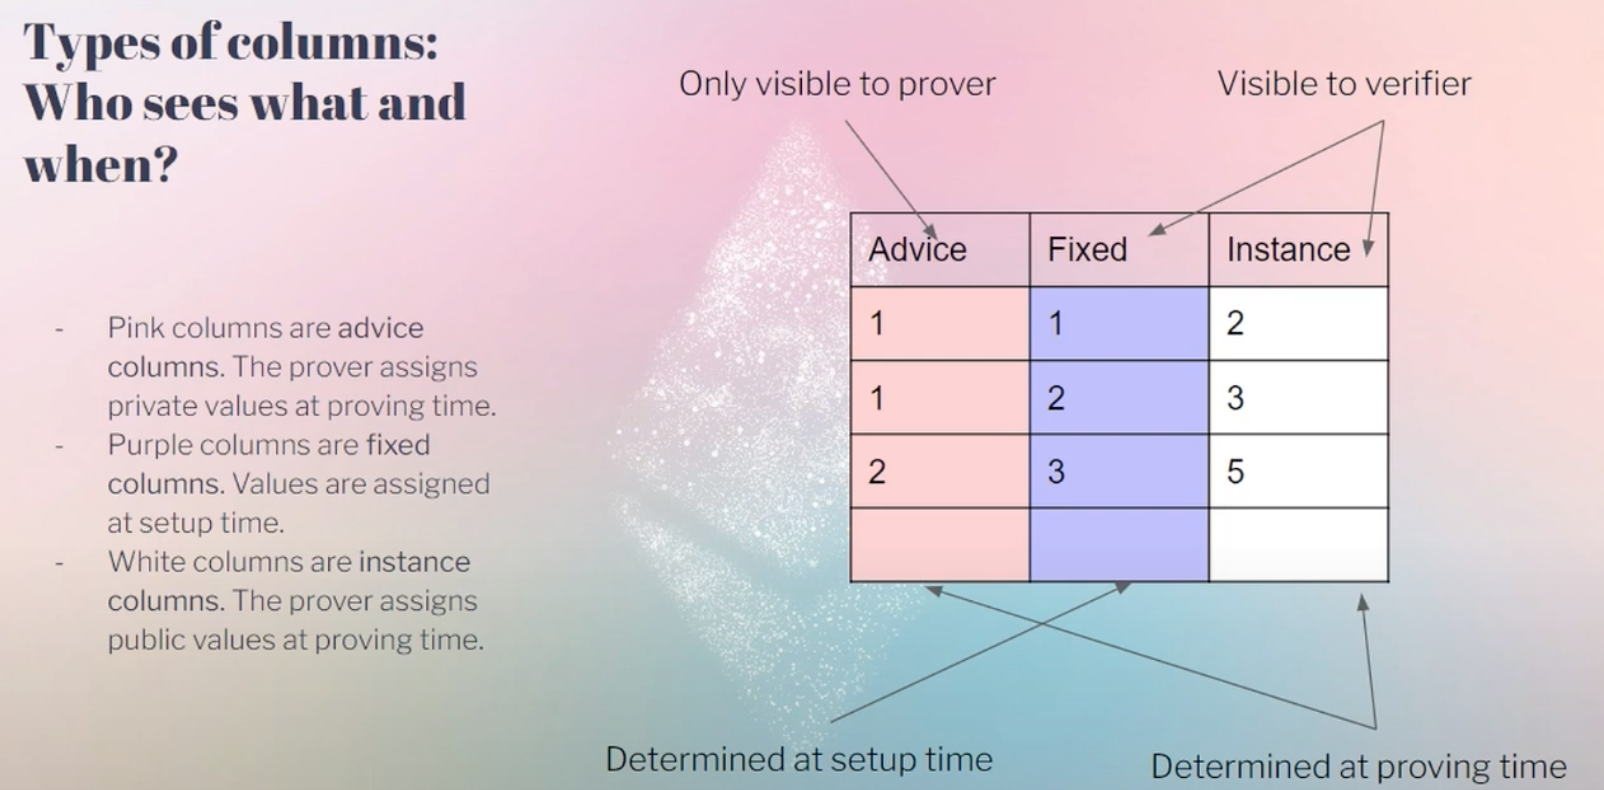 Types of columns:
Who sees what and
when?
- Pink columns are advice
columns. The prover assigns
private values at proving time.
- Purple columns are fixed
columns. Values are assigned
at setup time.
- White columns are instance
columns. The prover assigns
public values at proving time.
Only visible to prover
Visible to verifier
Advice Fixed Instance
1 1 2
1 2 3
2 3 5
Determined at setup time
Determined at proving time